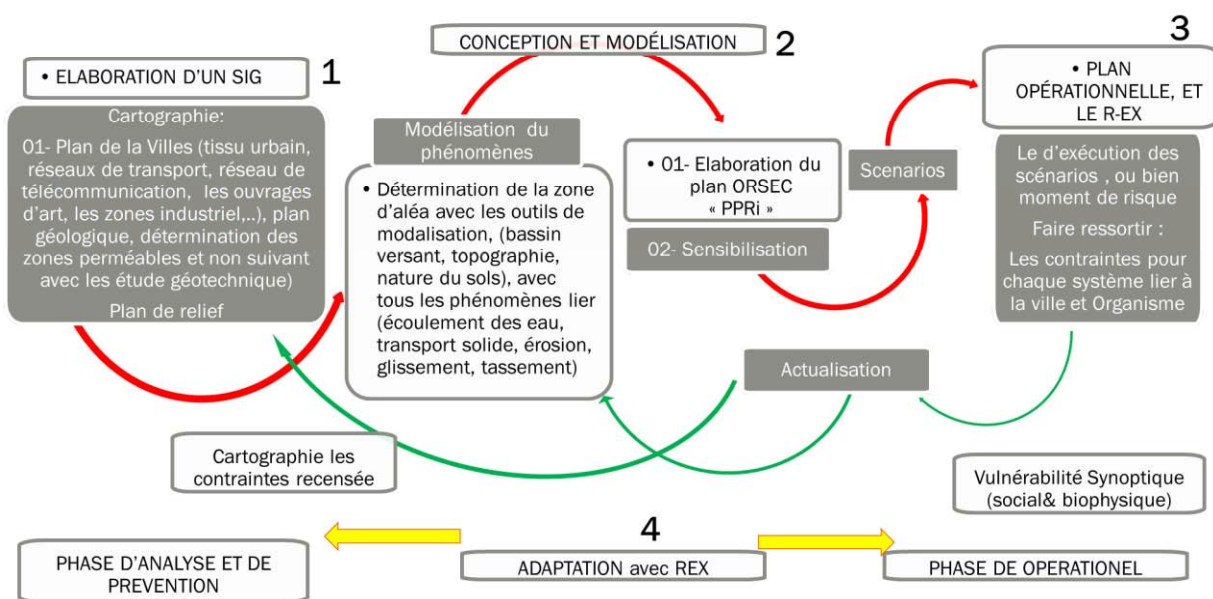 CONCEPTION ET MODÉLISATION
2
3
• ELABORATION D'UN SIG
1
Cartographie:
01- Plan de la Villes (tissu urbain,
réseaux de transport, réseau de
télécommunication, les ouvrages
d'art, les zones industriel,..), plan
géologique, détermination des
zones perméables et non suivant
avec les étude géotechnique)
Plan de relief
Modélisation du
phénomènes
• Détermination de la zone
d'aléa avec les outils de
modalisation, (bassin
versant, topographie,
nature du sols), avec
tous les phénomènes lier
(écoulement des eau,
transport solide, érosion,
glissement, tassement)
• 01- Elaboration du
plan ORSEC
« PPRi »
02- Sensibilisation
Scenarios
• PLAN
OPÉRATIONNELLE, ET
LE R-EX
Le d'exécution des
scénarios , ou bien
moment de risque
Faire ressortir :
Les contraintes pour
chaque système lier à
la ville et Organisme
Actualisation
Cartographie les
contraintes recensée
Vulnérabilité Synoptique
(social& biophysique)
4
PHASE D'ANALYSE ET DE
PREVENTION
ADAPTATION avec REX
PHASE DE OPERATIONEL